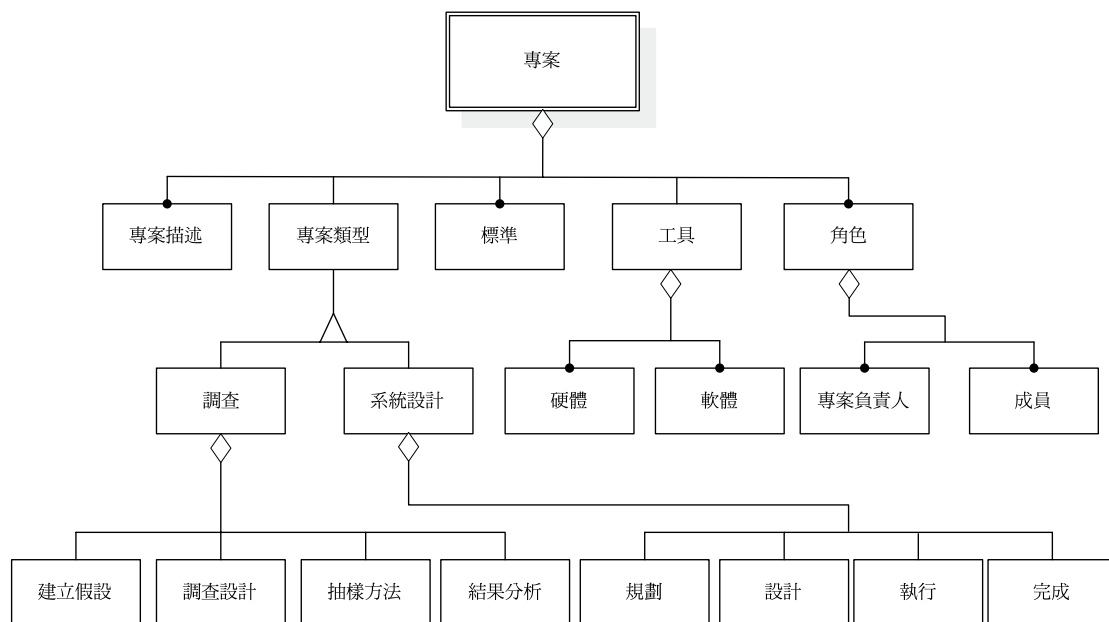 專案
專案描述
專案類型
標準
工具
角色
調查
系統設計
硬體
軟體
專案負責人
成員
建立假設
調查設計
抽樣方法
結果分析
規劃
設計
執行
完成